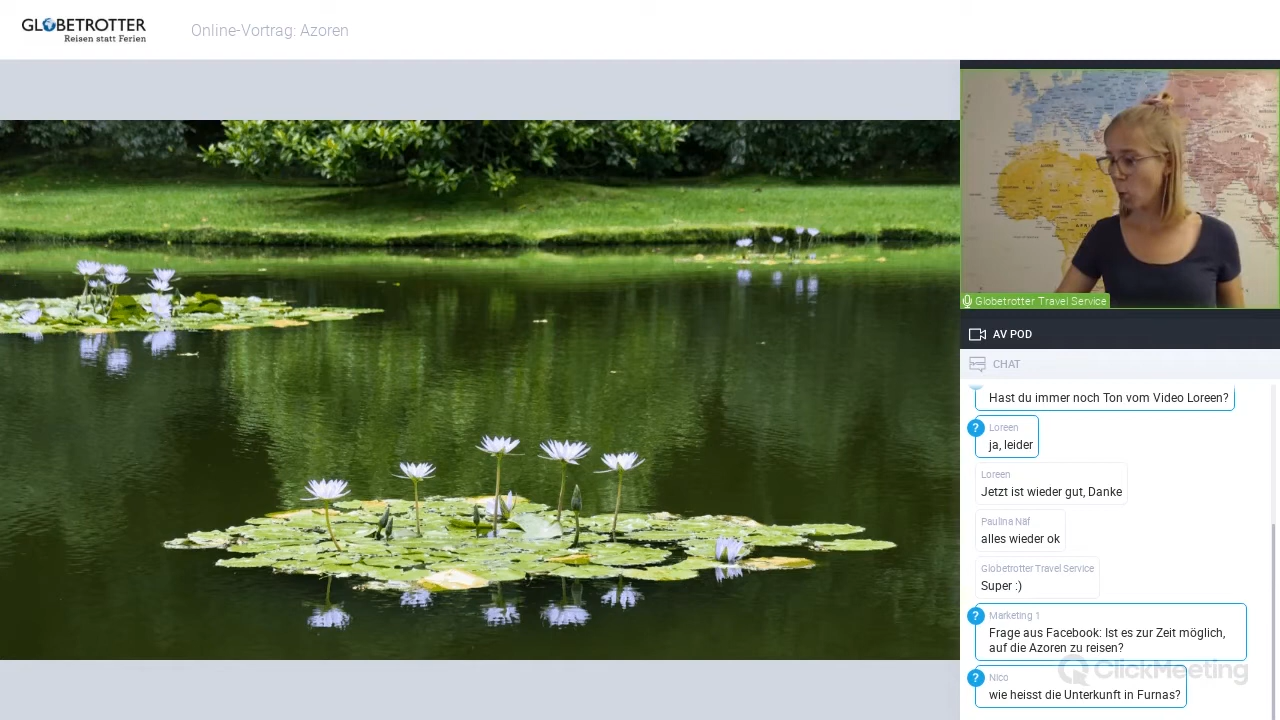 GLOBETROTTER
Reisen statt Ferien
Online-Vortrag: Azoren
Globetrotter Travel Service
AV POD
CHAT
Hast du immer noch Ton vom Video Loreen?
? Loreen
ja, leider
Loreen
Jetzt ist wieder gut, Danke
Paulina Näf
alles wieder ok
Globetrotter Travel Service
Super :)
? Marketing 1
Frage aus Facebook: Ist es zur Zeit möglich,
auf die Azoren zu reisen?
ClickMeeting
? Nico
wie heisst die Unterkunft in Furnas?